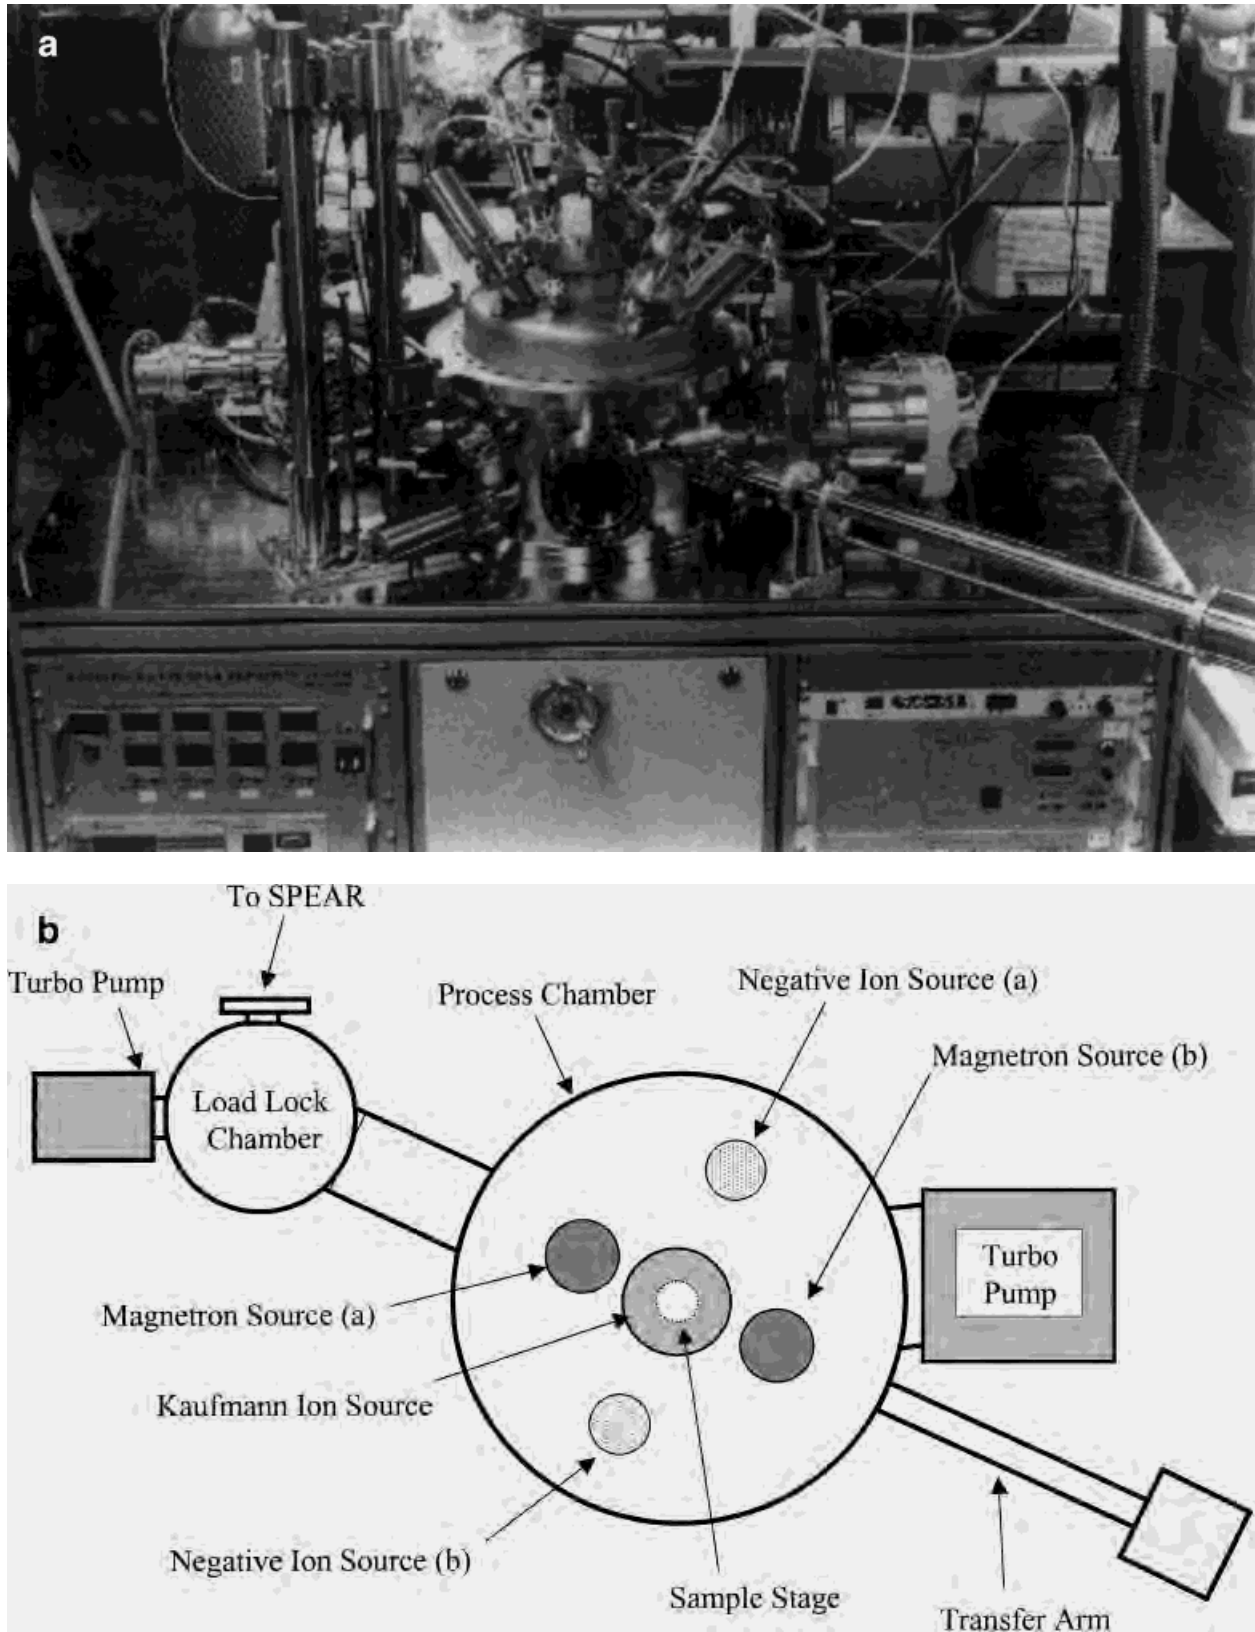 a
b
To SPEAR
Turbo Pump
Process Chamber
Negative Ion Source (a)
Magnetron Source (b)
Load Lock
Chamber
Turbo
Pump
Magnetron Source (a)
Kaufmann Ion Source
Negative Ion Source (b)
Sample Stage
Transfer Arm